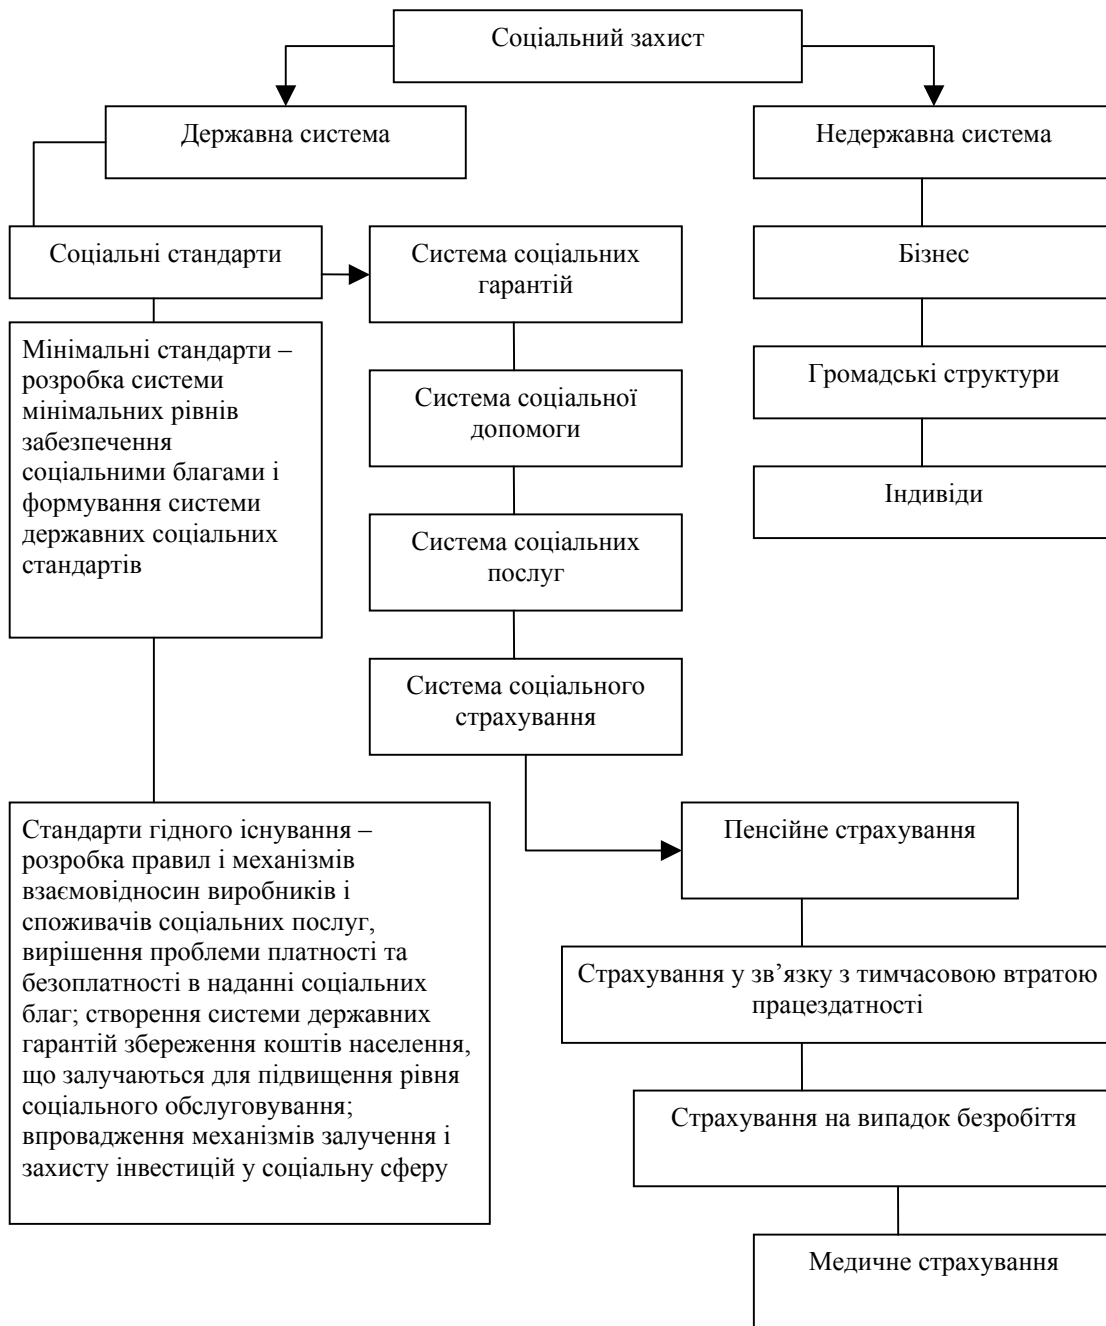 Соціальний захист
Державна система
Недержавна система
Соціальні стандарти
Система соціальних
гарантій
Бізнес
Мінімальні стандарти –
розробка системи
мінімальних рівнів
забезпечення
соціальними благами і
формування системи
державних соціальних
стандартів
Система соціальної
допомоги
Громадські структури
Індивіди
Система соціальних
послуг
Система соціального
страхування
Стандарти гідного існування –
розробка правил і механізмів
взаємовідносин виробників і
споживачів соціальних послуг,
вирішення проблеми платності та
безоплатності в наданні соціальних
благ; створення системи державних
гарантій збереження коштів населення,
що залучаються для підвищення рівня
соціального обслуговування;
впровадження механізмів залучення і
захисту інвестицій у соціальну сферу
Пенсійне страхування
Страхування у зв’язку з тимчасовою втратою
працездатності
Страхування на випадок безробіття
Медичне страхування